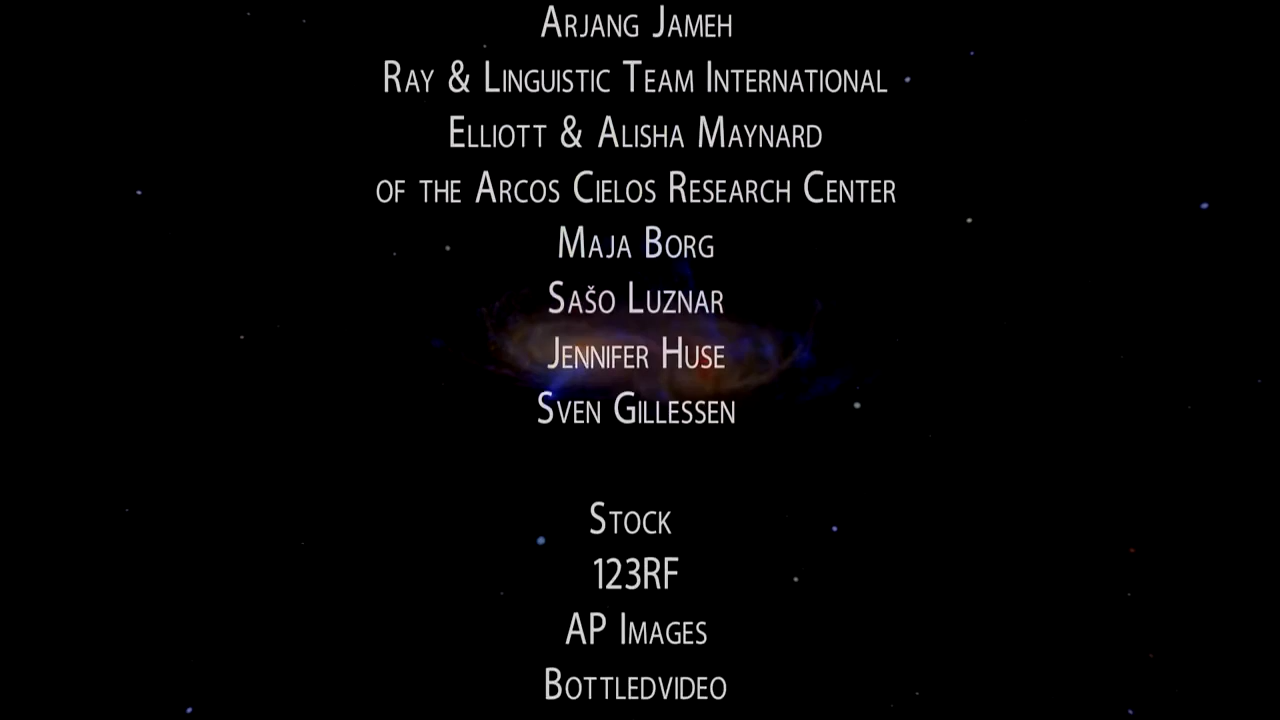 Arjang Jameh
Ray & Linguistic Team International
Elliott & Alisha Maynard
of the Arcos Cielos Research Center
Maja Borg
Sašo Luznar
Jennifer Huse
Sven Gillessen
Stock
123RF
AP Images
Bottledvideo